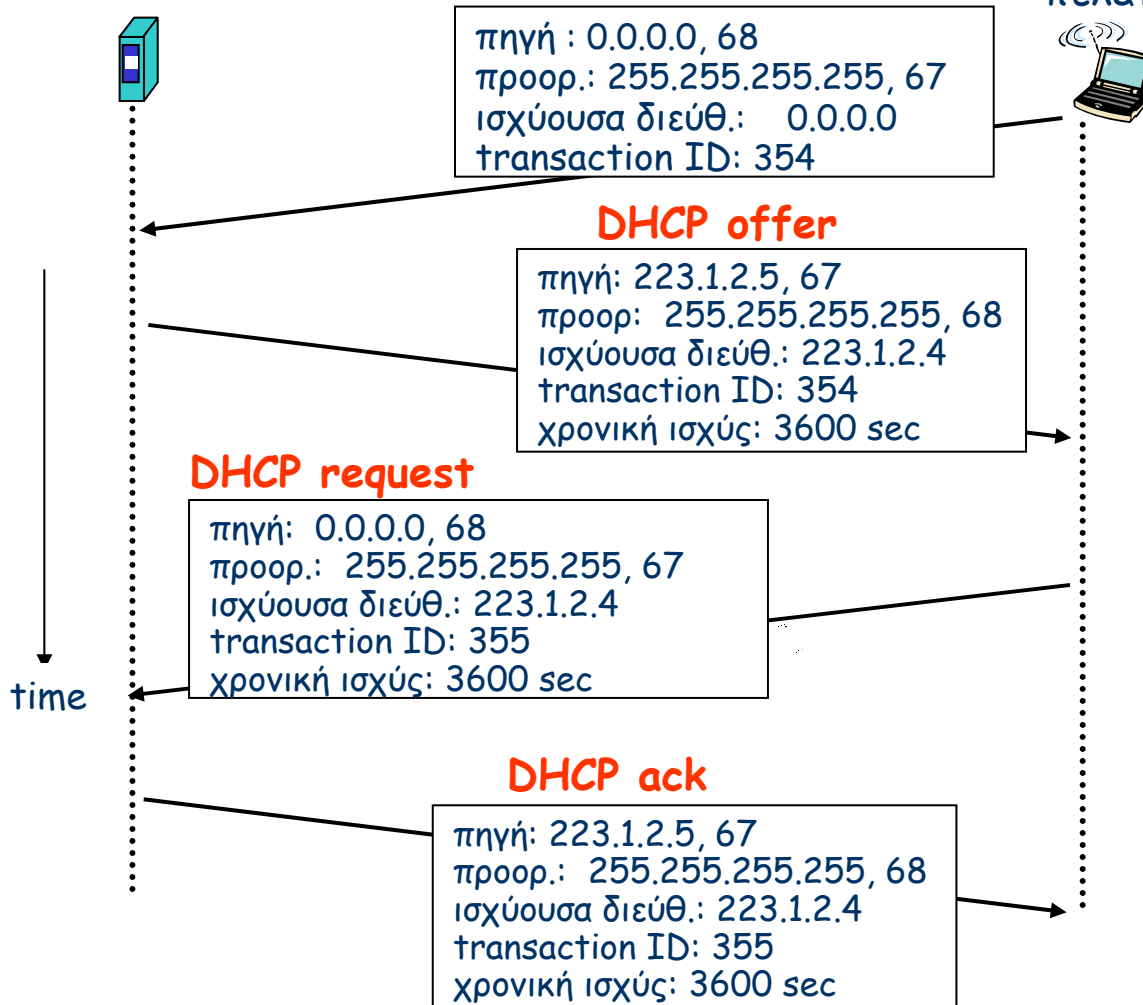 πηγή : 0.0.0.0, 68
προορ.: 255.255.255.255, 67
ισχύουσα διεύθ.: 0.0.0.0
transaction ID: 354
DHCP offer
πηγή: 223.1.2.5, 67
προορ: 255.255.255.255, 68
ισχύουσα διεύθ.: 223.1.2.4
transaction ID: 354
χρονική ισχύς: 3600 sec
DHCP request
πηγή: 0.0.0.0, 68
προορ.: 255.255.255.255, 67
ισχύουσα διεύθ.: 223.1.2.4
transaction ID: 355
χρονική ισχύς: 3600 sec
time
DHCP ack
πηγή: 223.1.2.5, 67
προορ.: 255.255.255.255, 68
ισχύουσα διεύθ.: 223.1.2.4
transaction ID: 355
χρονική ισχύς: 3600 sec